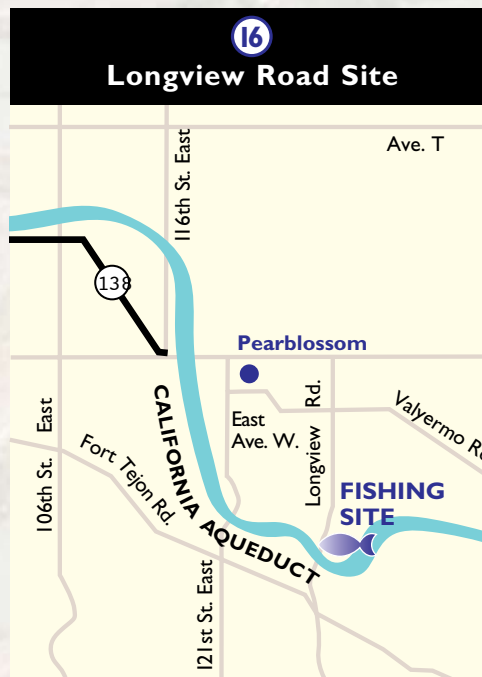 16
Longview Road Site
Ave. T
116th St. East
138
Pearblossom
CALIFORNIA AQUEDUCT
East
Ave. W.
Longview Rd.
Valyermo Rd
106th St. East
Fort Tejon Rd.
FISHING
SITE
121st St. East